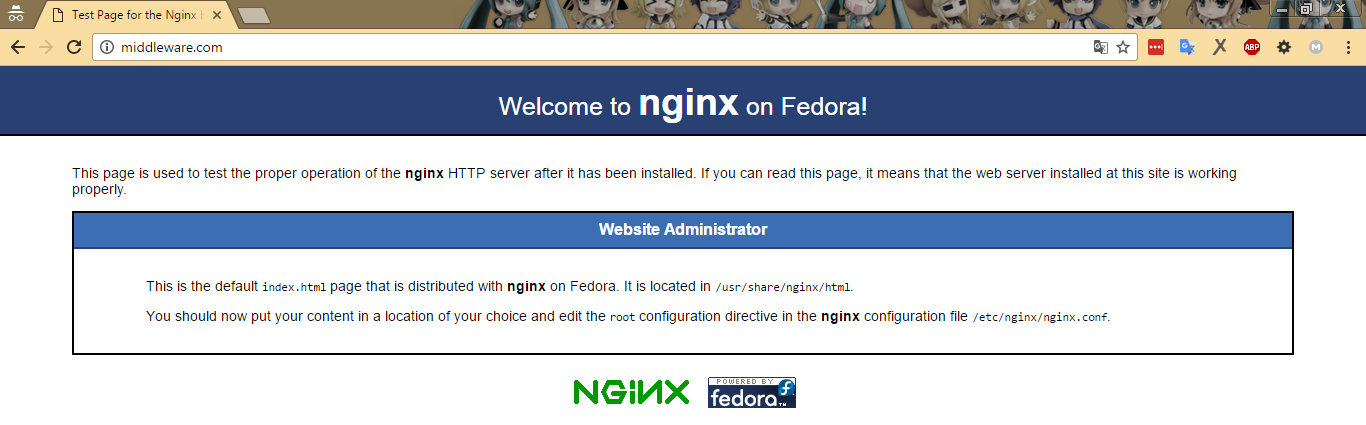 Test Page for the Nginx
middleware.com
ABP
M
Welcome to nginx on Fedora!
This page is used to test the proper operation of the nginx HTTP server after it has been installed. If you can read this page, it means that the web server installed at this site is working
properly.
Website Administrator
This is the default index.html page that is distributed with nginx on Fedora. It is located in /usr/share/nginx/html.
You should now put your content in a location of your choice and edit the root configuration directive in the nginx configuration file /etc/nginx/nginx.conf.
NGiNX
POWERED BY
fedora™